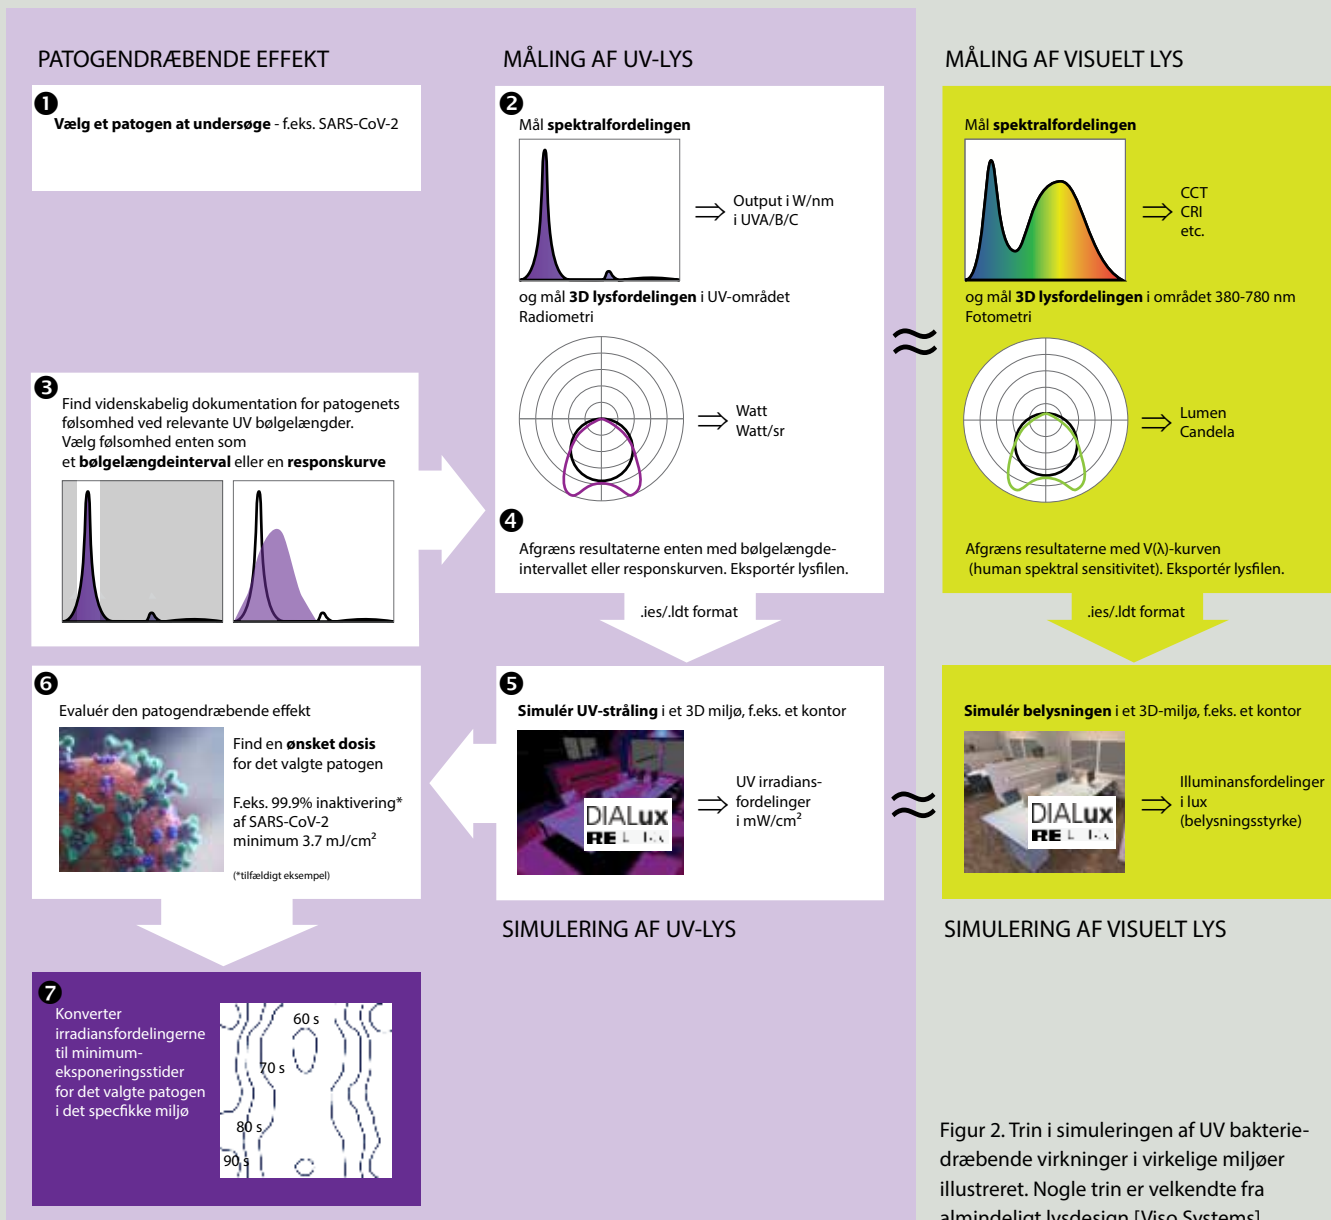 PATOGENDRÆBENDE EFFEKT
1
Vælg et patogen at undersøge - f.eks. SARS-CoV-2
MÅLING AF UV-LYS
2
Mål spektralfordelingen
Output i W/nm
i UVA/B/C
og mål 3D lysfordelingen i UV-området
Radiometri
Watt
Watt/sr
3
Find videnskabelig dokumentation for patogenets
følsomhed ved relevante UV bølgelængder.
Vælg følsomhed enten som
et bølgelængdeinterval eller en responskurve
4
Afgræns resultaterne enten med bølgelængde-
intervallet eller responskurven. Eksportér lysfilen.
.ies/.ldt format
5
Simulér UV-stråling i et 3D miljø, f.eks. et kontor
DIALux
RE
UV irradians-
fordelinger
i mW/cm²
SIMULERING AF UV-LYS
6
Evaluér den patogendræbende effekt
Find en ønsket dosis
for det valgte patogen
F.eks. 99.9% inaktivering*
af SARS-CoV-2
minimum 3.7 mJ/cm²
(*tilfældigt eksempel)
7
Konverter
irradiansfordelingerne
til minimum-
eksponeringsstider
for det valgte patogen
i det specfikke miljø
60 s
70 s
80 s
90 s
MÅLING AF VISUELT LYS
Mål spektralfordelingen
CCT
CRI
etc.
og mål 3D lysfordelingen i området 380-780 nm
Fotometri
Lumen
Candela
Afgræns resultaterne med V(λ)-kurven
(human spektral sensitivitet). Eksportér lysfilen.
.ies/.ldt format
≈
Simulér belysningen i et 3D-miljø, f.eks. et kontor
DIALux
RE
Illuminansfordelinger
i lux
(belysningsstyrke)
≈
SIMULERING AF VISUELT LYS
Figur 2. Trin i simuleringen af UV bakterie-
dræbende virkninger i virkelige miljøer
illustreret. Nogle trin er velkendte fra
almindeligt lysdesign [Viso Systems]